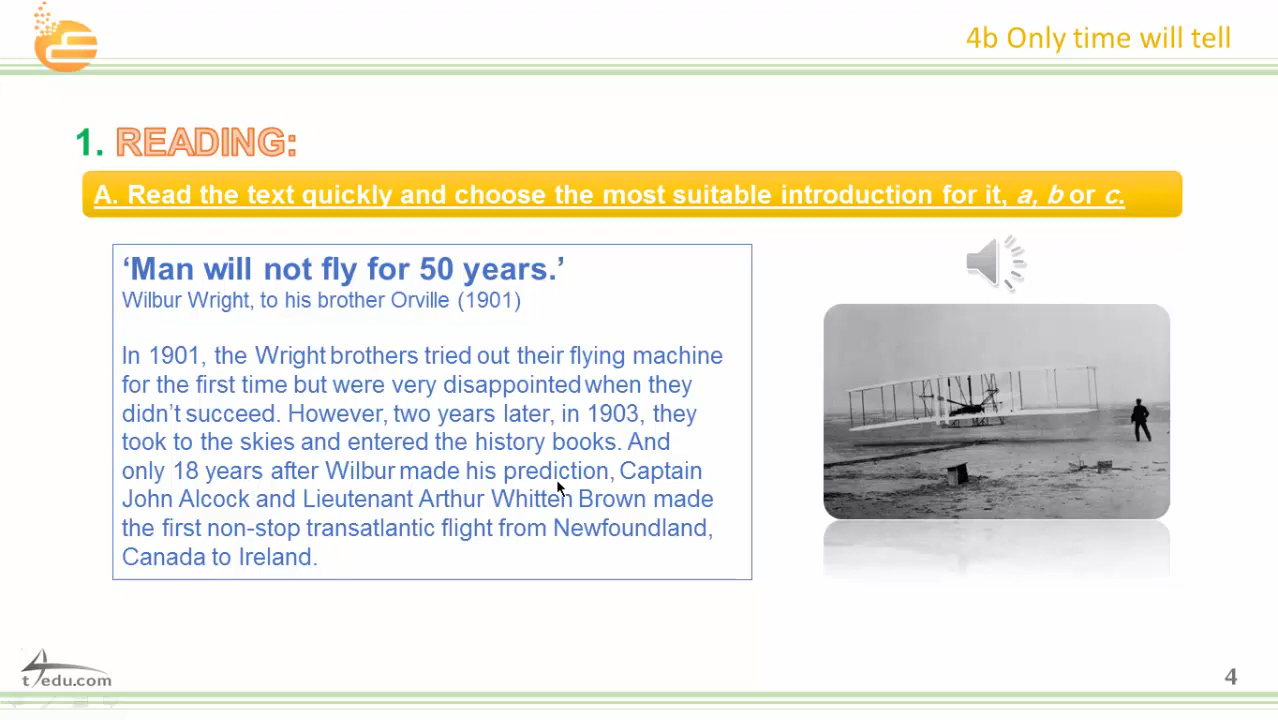 4b Only time will tell
1. READING:
A. Read the text quickly and choose the most suitable introduction for it, a, b or c.
‘Man will not fly for 50 years.’
Wilbur Wright, to his brother Orville (1901)
In 1901, the Wright brothers tried out their flying machine
for the first time but were very disappointed when they
didn’t succeed. However, two years later, in 1903, they
took to the skies and entered the history books. And
only 18 years after Wilbur made his prediction, Captain
John Alcock and Lieutenant Arthur Whitten Brown made
the first non-stop transatlantic flight from Newfoundland,
Canada to Ireland.
4